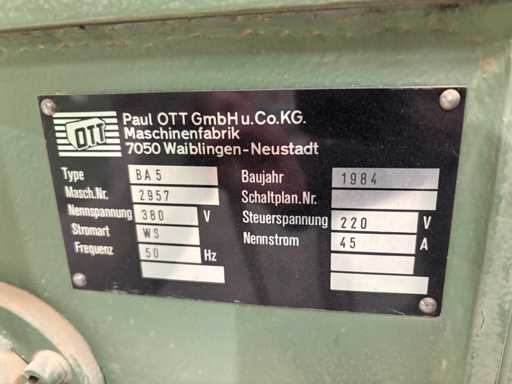 OTT
Paul OTT GmbH u. Co. KG.
Maschinenfabrik
7050 Waiblingen-Neustadt
Type BA 5 Baujahr 1984
Masch.Nr. 2957 Schaltplan.Nr.
Nennspannung 380 V Steuerspannung 220 V
Stromart WS Nennstrom 45 A
Frequenz 50 Hz